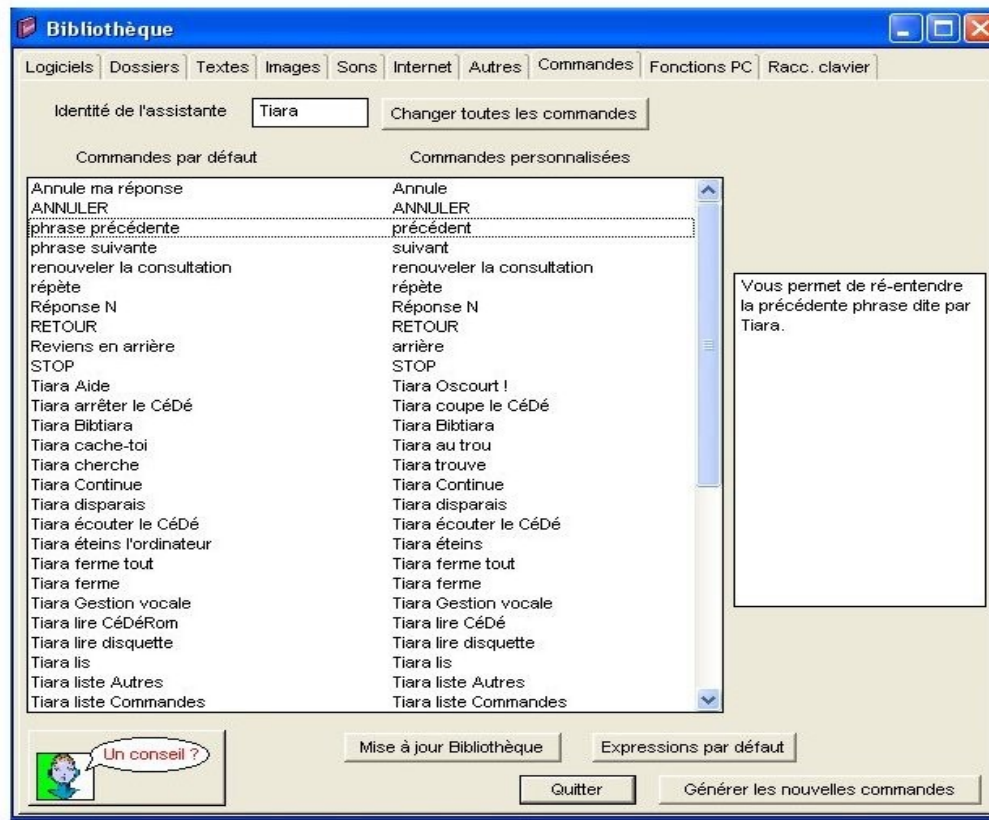 Bibliothèque
Logiciels Dossiers Textes Images Sons Internet Autres Commandes Fonctions PC Racc. clavier
Identité de l'assistante Tiara Changer toutes les commandes
Commandes par défaut Commandes personnalisées
Annule ma réponse Annule
ANNULER ANNULER
phrase précédente précédent
phrase suivante suivant
renouveler la consultation renouveler la consultation
répète répète
Réponse N Réponse N
RETOUR RETOUR
Reviens en arrière arrière
STOP STOP
Tiara Aide Tiara Oscourt !
Tiara arrêter le CéDé Tiara coupe le CéDé
Tiara Bibtiara Tiara Bibtiara
Tiara cache-toi Tiara au trou
Tiara cherche Tiara trouve
Tiara Continue Tiara Continue
Tiara disparais Tiara disparais
Tiara écouter le CéDé Tiara écouter le CéDé
Tiara éteins l'ordinateur Tiara éteins
Tiara ferme tout Tiara ferme tout
Tiara ferme Tiara ferme
Tiara Gestion vocale Tiara Gestion vocale
Tiara lire CéDéRom Tiara lire CéDé
Tiara lire disquette Tiara lire disquette
Tiara lis Tiara lis
Tiara liste Autres Tiara liste Autres
Tiara liste Commandes Tiara liste Commandes
Vous permet de ré-entendre
la précédente phrase dite par
Tiara.
Un conseil ?
Mise à jour Bibliothèque Expressions par défaut
Quitter Générer les nouvelles commandes